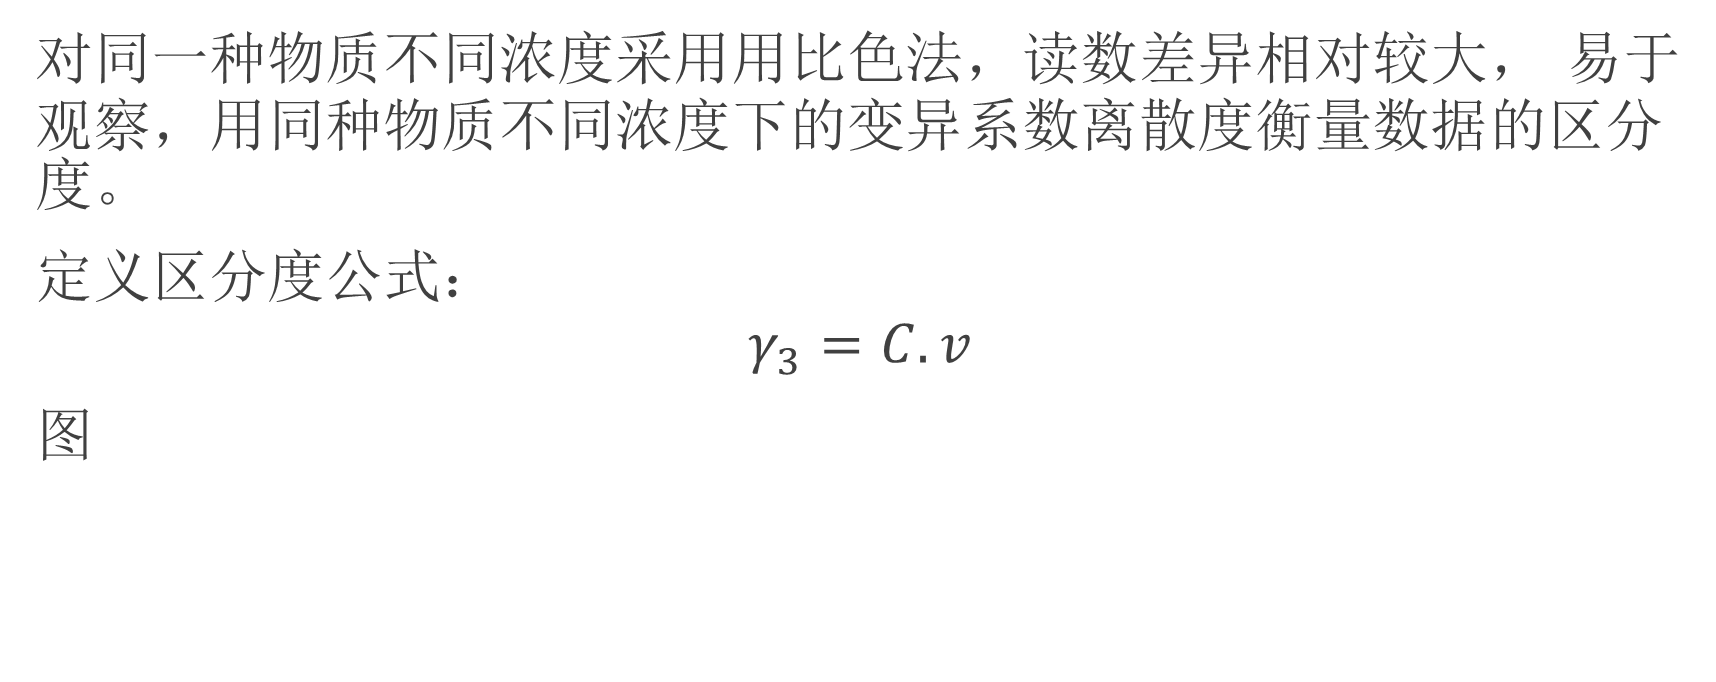 对同一种物质不同浓度采用用比色法，读数差异相对较大， 易于
观察，用同种物质不同浓度下的变异系数离散度衡量数据的区分
度。
定义区分度公式：
γ₃ = C.v
图